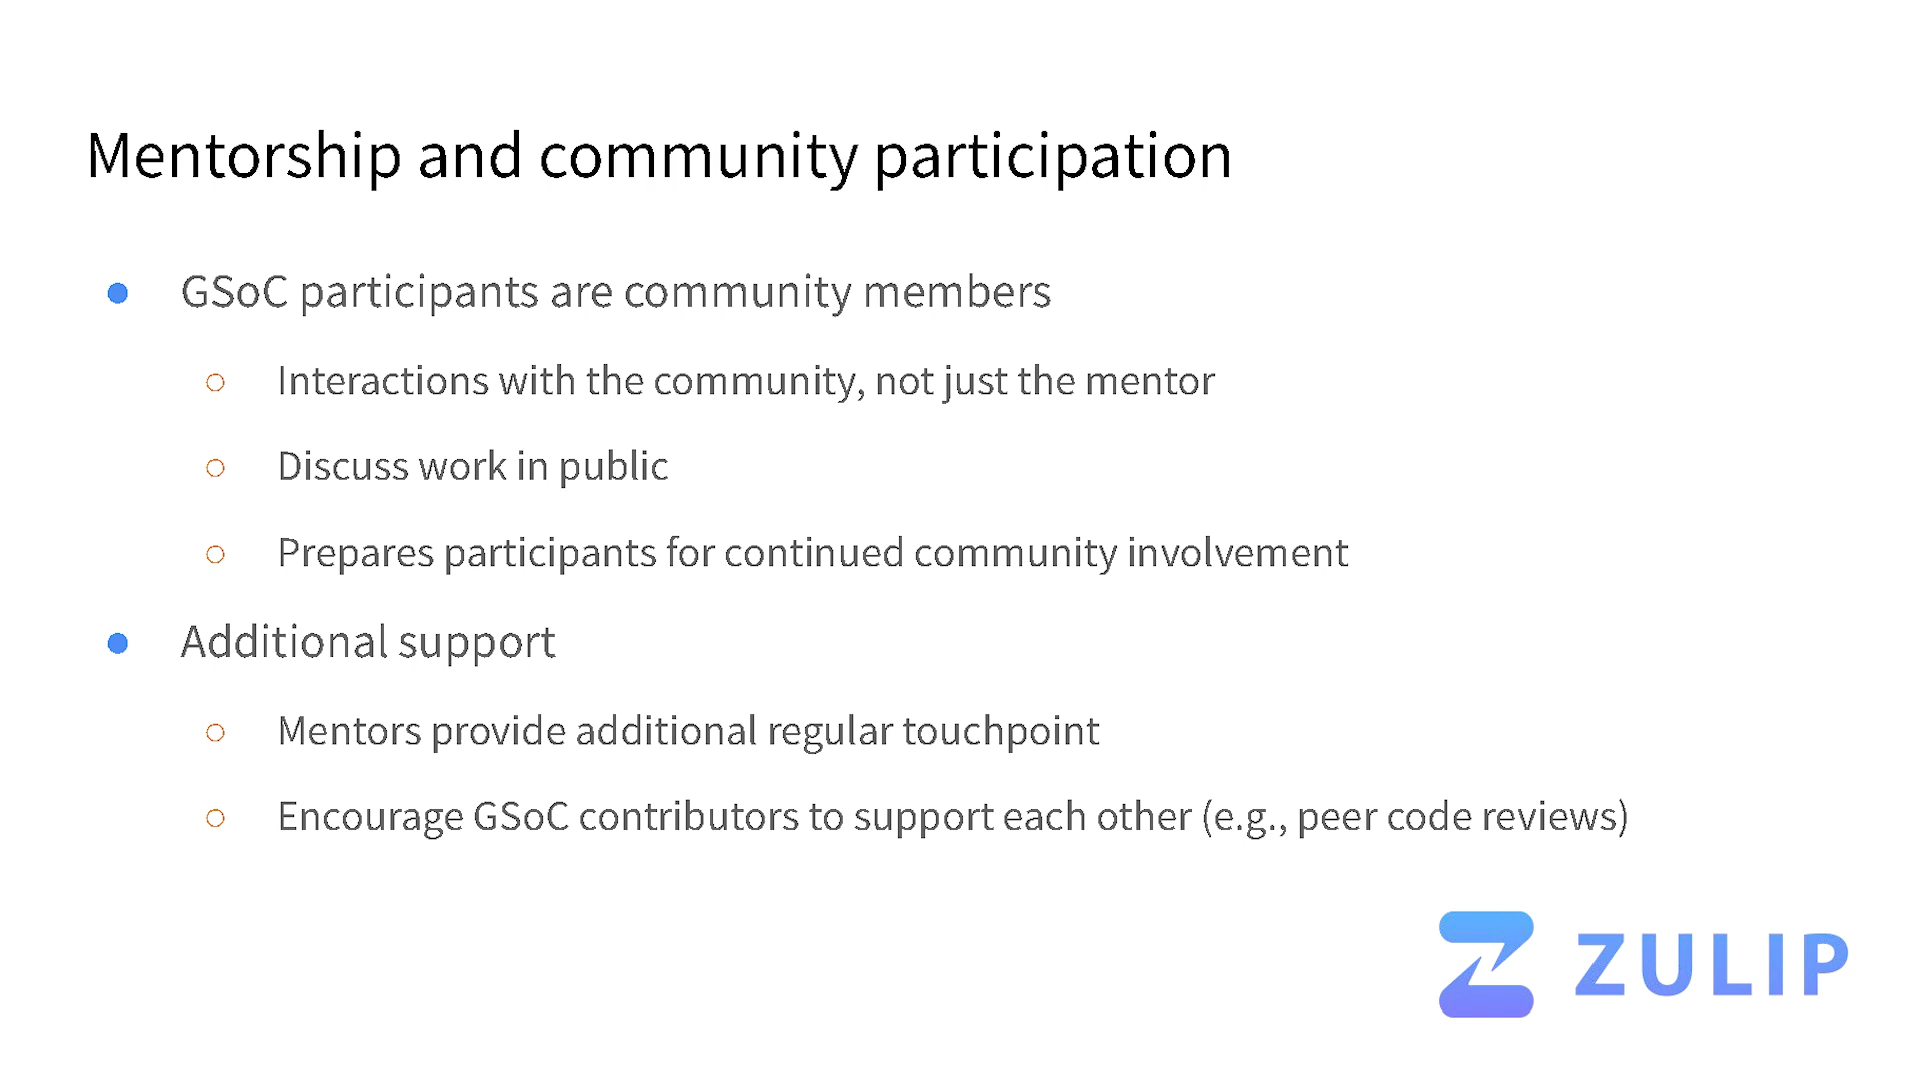 Mentorship and community participation
● GSoC participants are community members
○ Interactions with the community, not just the mentor
○ Discuss work in public
○ Prepares participants for continued community involvement
● Additional support
○ Mentors provide additional regular touchpoint
○ Encourage GSoC contributors to support each other (e.g., peer code reviews)
ZULIP